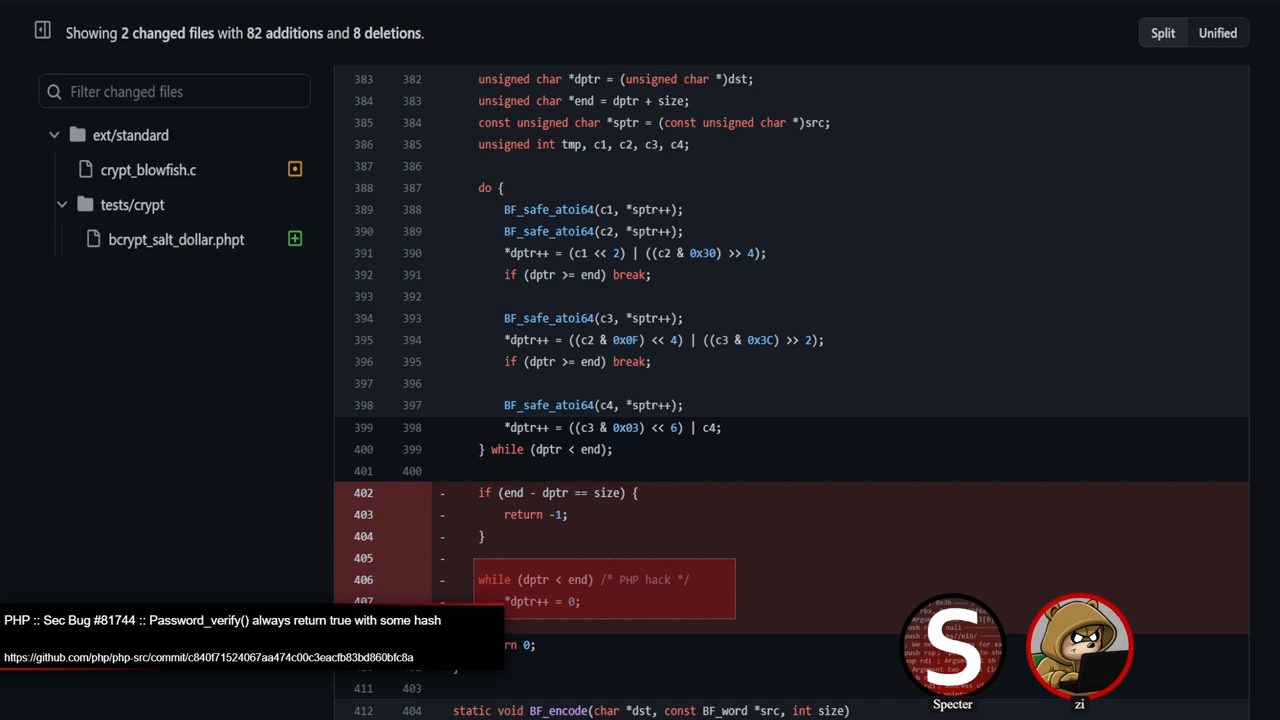 Showing 2 changed files with 82 additions and 8 deletions.
Split Unified
Filter changed files
ext/standard
crypt_blowfish.c
tests/crypt
bcrypt_salt_dollar.phpt
383 382 unsigned char *dptr = (unsigned char *)dst;
384 383 unsigned char *end = dptr + size;
385 384 const unsigned char *sptr = (const unsigned char *)src;
386 385 unsigned int tmp, c1, c2, c3, c4;
387 386
388 387 do {
389 388 BF_safe_atoi64(c1, *sptr++);
390 389 BF_safe_atoi64(c2, *sptr++);
391 390 *dptr++ = (c1 << 2) | ((c2 & 0x30) >> 4);
392 391 if (dptr >= end) break;
393 392
394 393 BF_safe_atoi64(c3, *sptr++);
395 394 *dptr++ = ((c2 & 0x0F) << 4) | ((c3 & 0x3C) >> 2);
396 395 if (dptr >= end) break;
397 396
398 397 BF_safe_atoi64(c4, *sptr++);
399 398 *dptr++ = ((c3 & 0x03) << 6) | c4;
400 399 } while (dptr < end);
401 400
402 - if (end - dptr == size) {
403 - return -1;
404 - }
405 -
406 - while (dptr < end) /* PHP hack */
407 - *dptr++ = 0;
rn 0;
411 403
412 404 static void BF_encode(char *dst, const BF_word *src, int size)
PHP :: Sec Bug #81744 :: Password_verify() always return true with some hash
https://github.com/php/php-src/commit/c840f71524067aa474c00c3eacfb83bd860bfc8a
S
Specter
zi